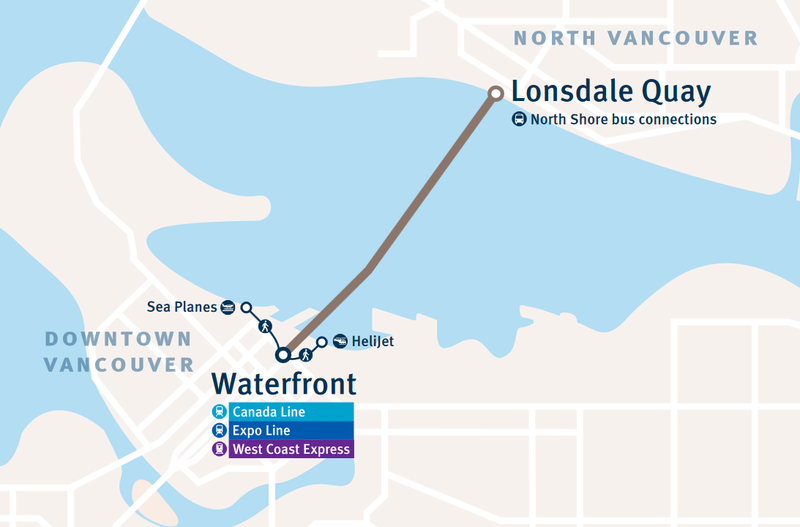 NORTH VANCOUVER
Lonsdale Quay
North Shore bus connections
Sea Planes
HeliJet
DOWNTOWN
VANCOUVER
Waterfront
Canada Line
Expo Line
West Coast Express